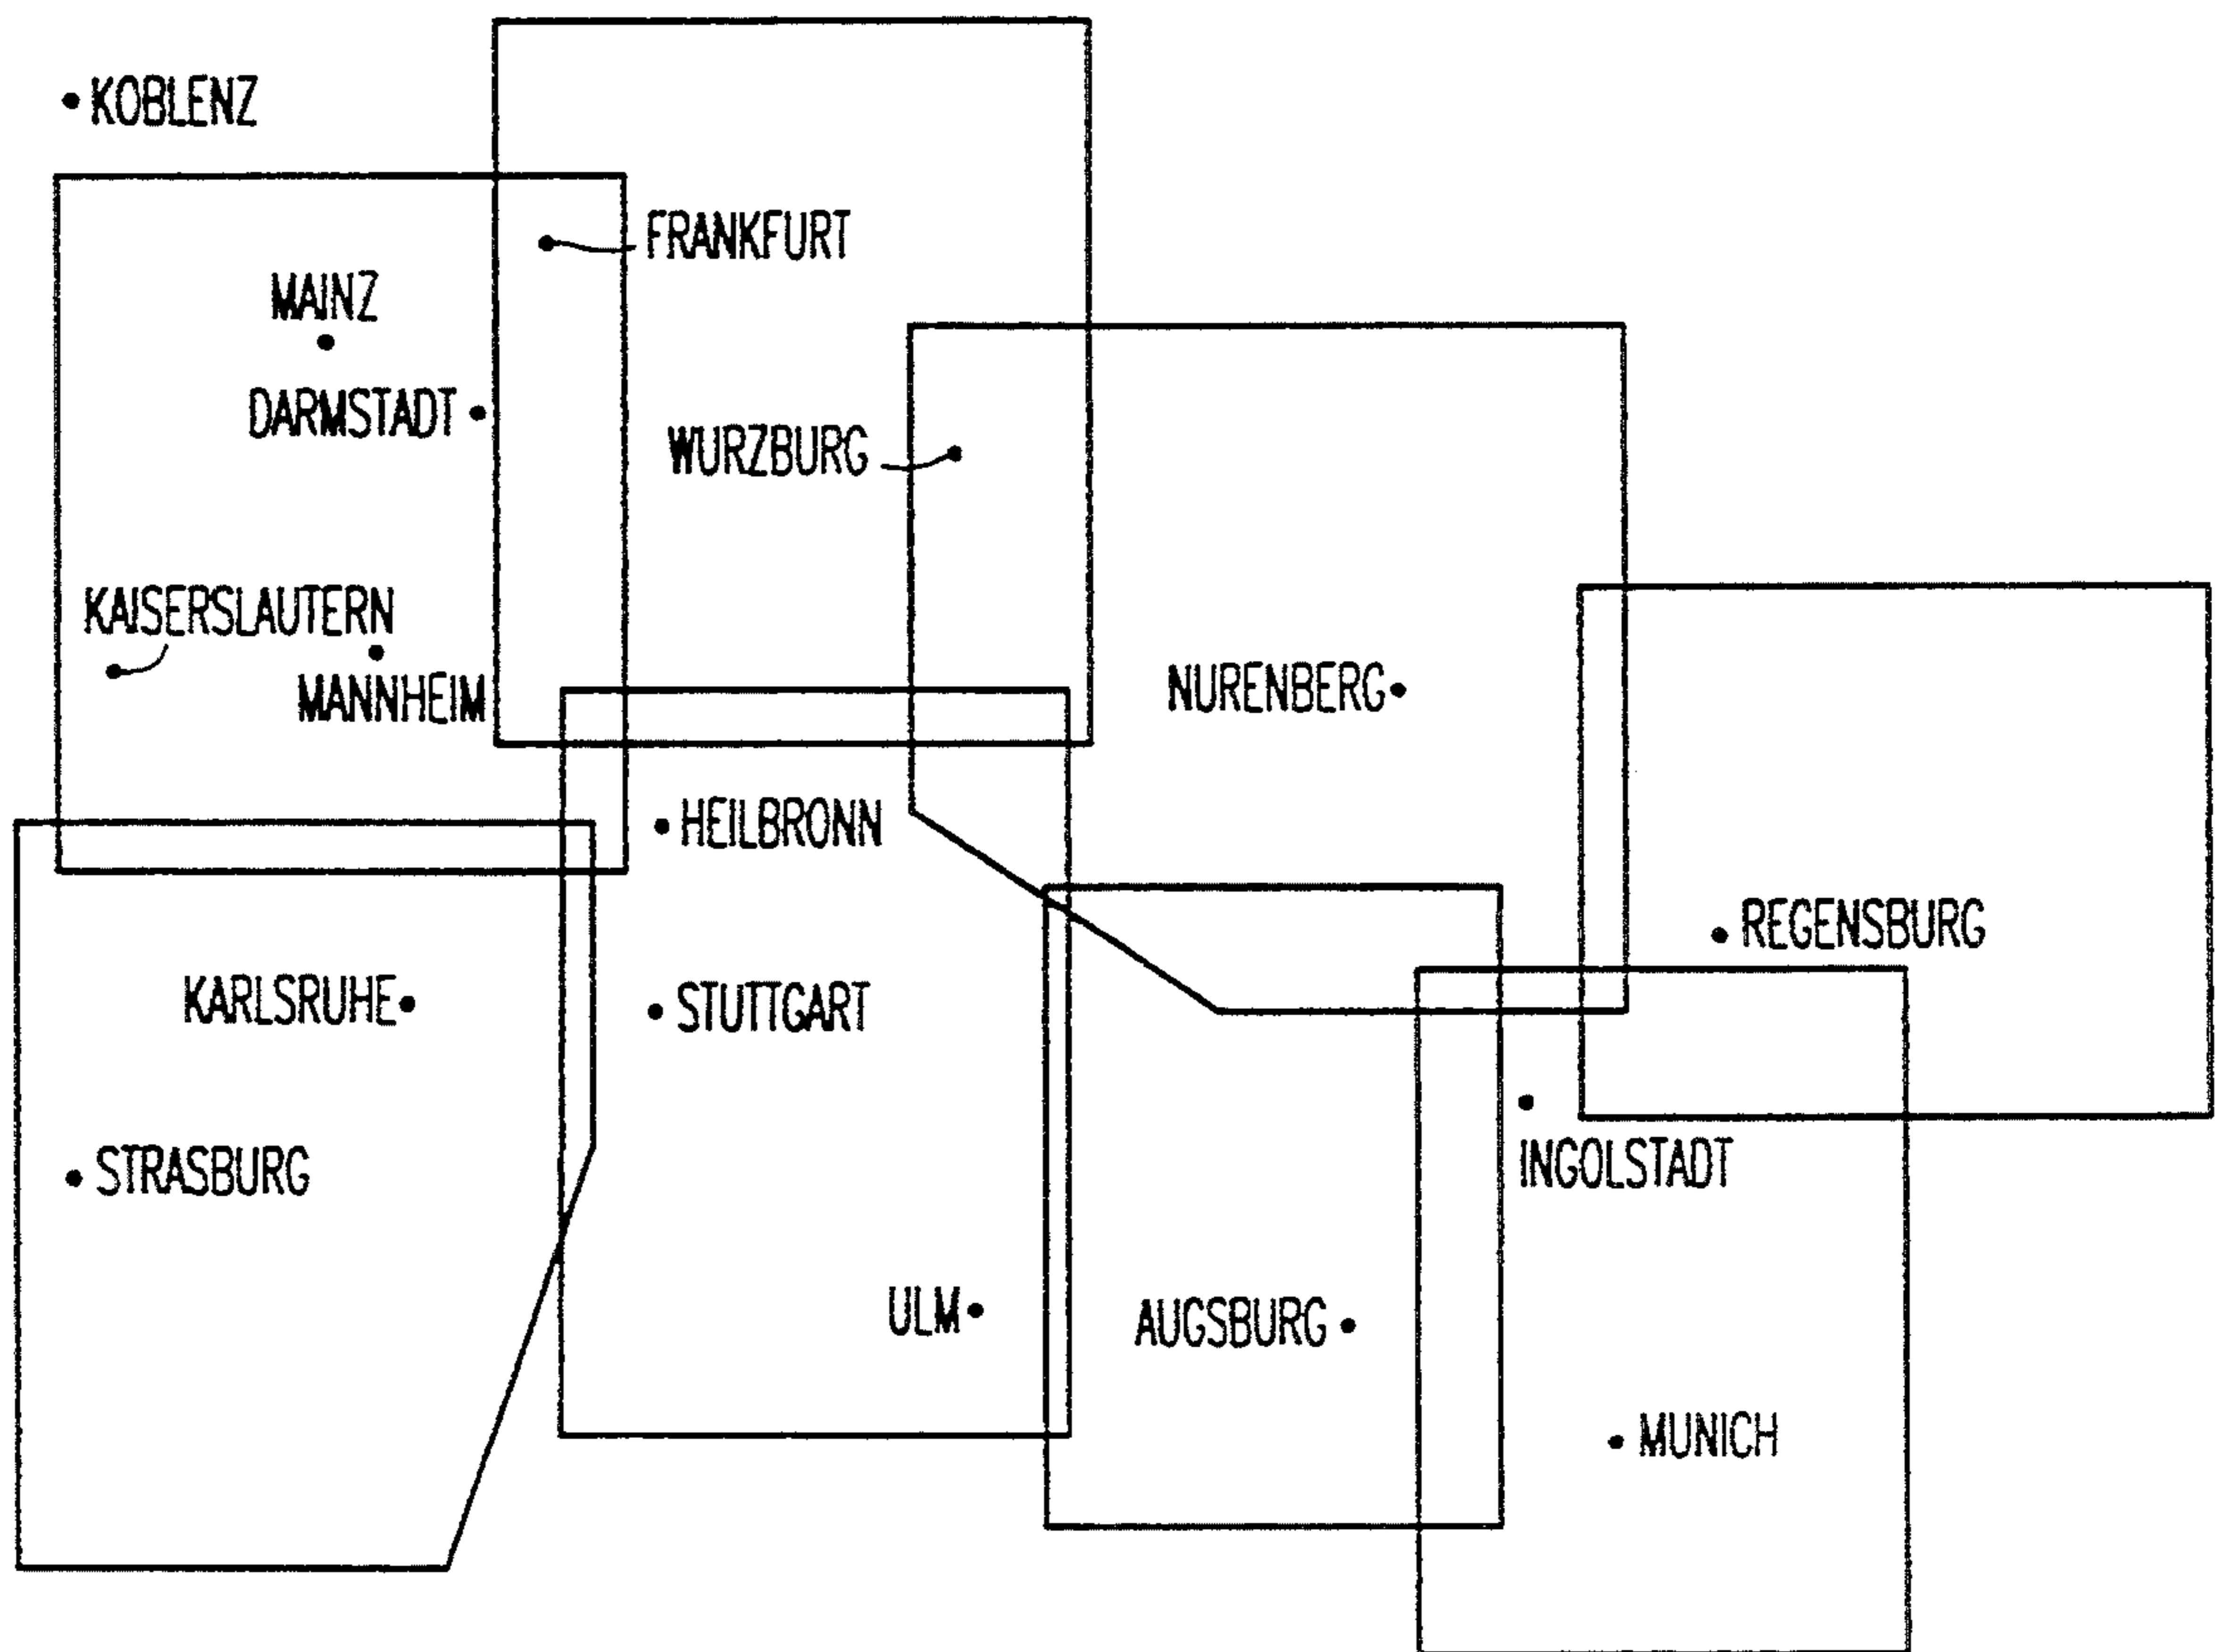 KOBLENZ
FRANKFURT
MAINZ
DARMSTADT
WURZBURG
KAISERSLAUTERN
MANNHEIM
NURENBERG
HEILBRONN
REGENSBURG
KARLSRUHE
STUTTGART
STRASBURG
INGOLSTADT
ULM
AUGSBURG
MUNICH